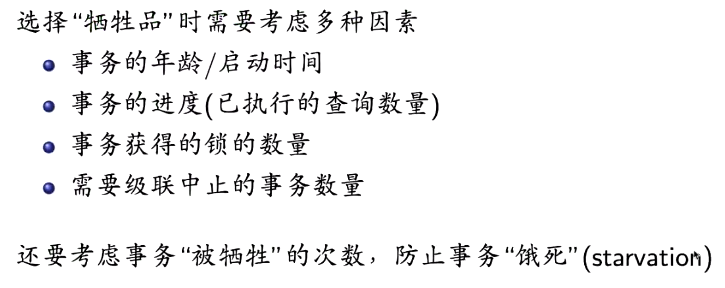 选择“牺牲品”时需要考虑多种因素
事务的年龄/启动时间
事务的进度(已执行的查询数量)
事务获得的锁的数量
需要级联中止的事务数量
还要考虑事务“被牺牲”的次数，防止事务“饿死”(starvation)